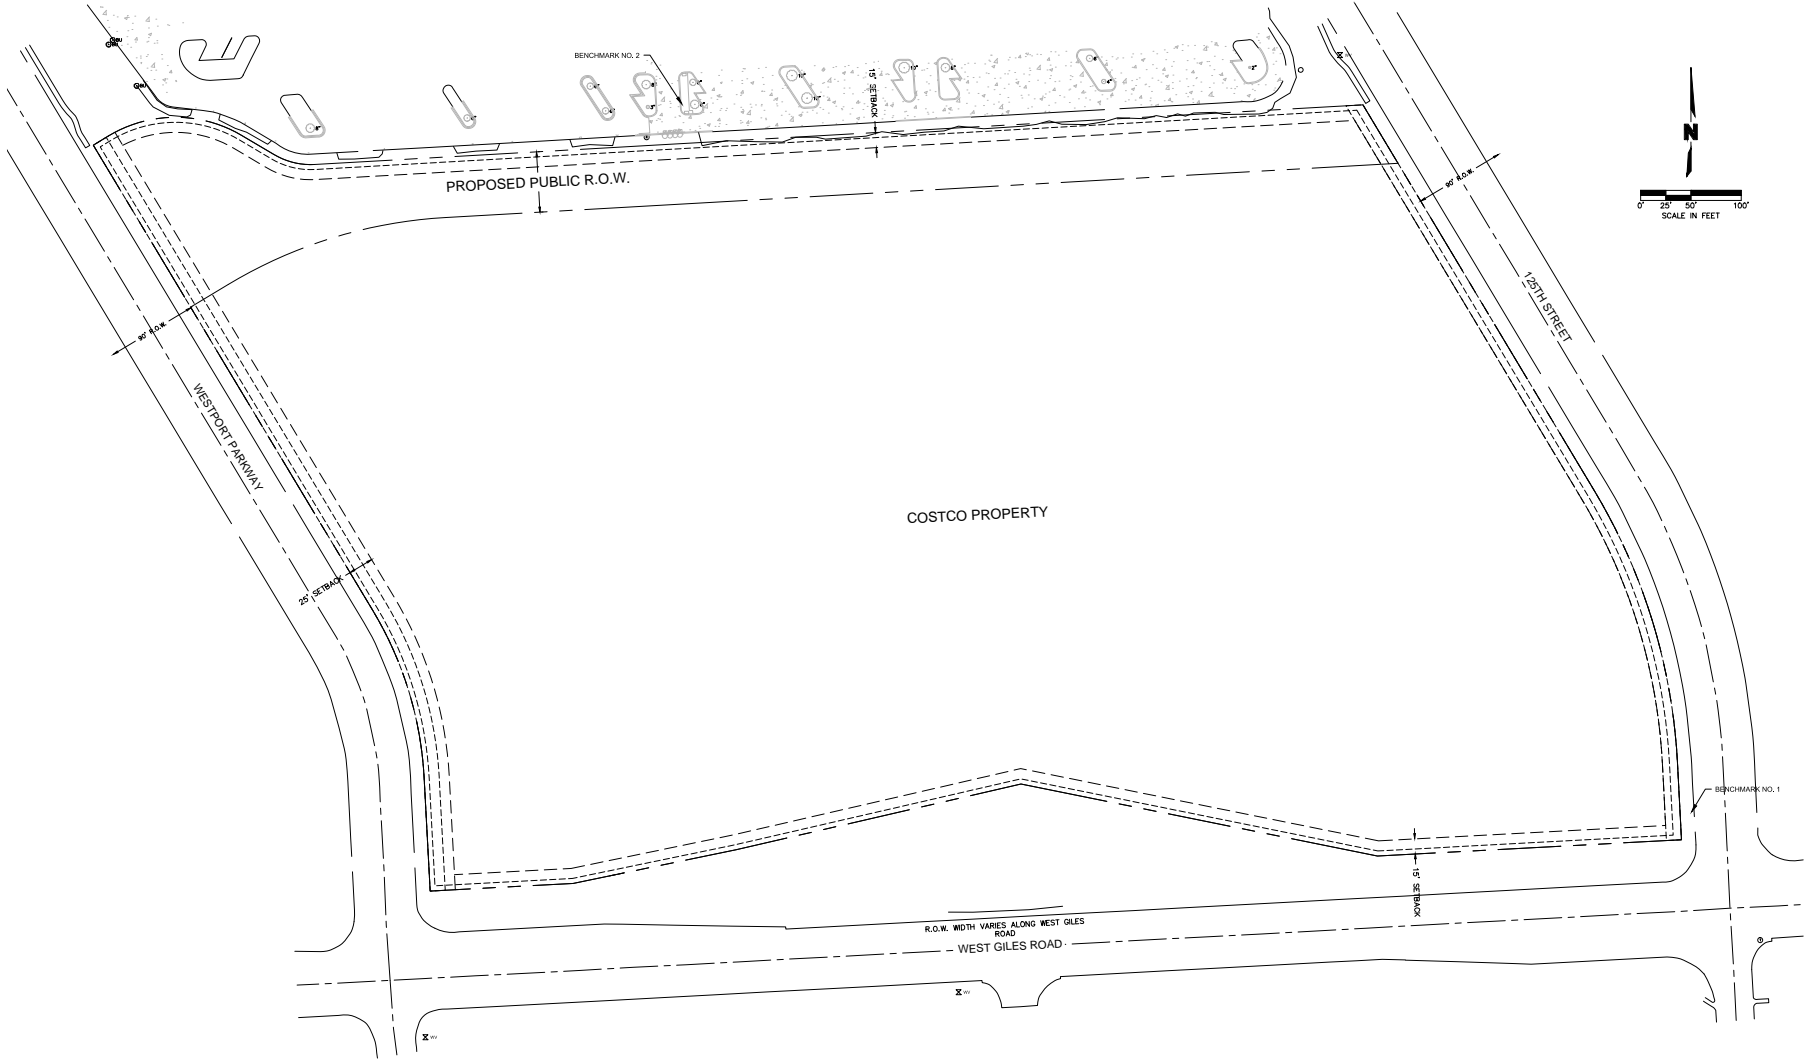 BENCHMARK NO. 2
15' SETBACK
PROPOSED PUBLIC R.O.W.
N
0' 25' 50' 100'
SCALE IN FEET
90' R.O.W.
90' R.O.W.
125TH STREET
WESTPORT PARKWAY
COSTCO PROPERTY
25' SETBACK
BENCHMARK NO. 1
15' SETBACK
R.O.W. WIDTH VARIES ALONG WEST GILES
ROAD
WEST GILES ROAD
WV
WV